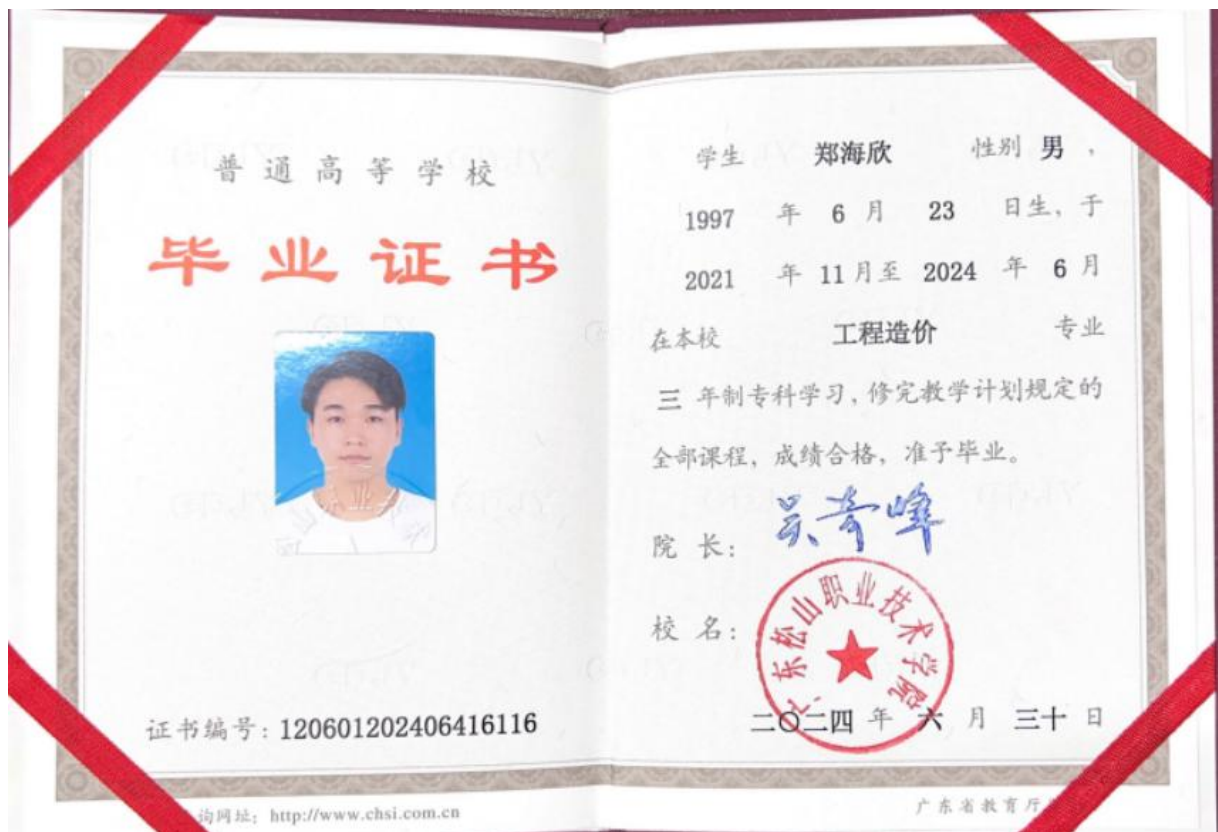 普通高等学校
毕业证书
证书编号：120601202406416116
询网址：http://www.chsi.com.cn
学生 郑海欣 性别 男，
1997 年 6 月 23 日生，于
2021 年 11 月至 2024 年 6 月
在本校 工程造价 专业
三 年制专科学习，修完教学计划规定的
全部课程，成绩合格，准予毕业。
院 长： 吴奇峰
校 名：
广东松山职业技术学院
二〇二四 年 六 月 三十 日
广东省教育厅